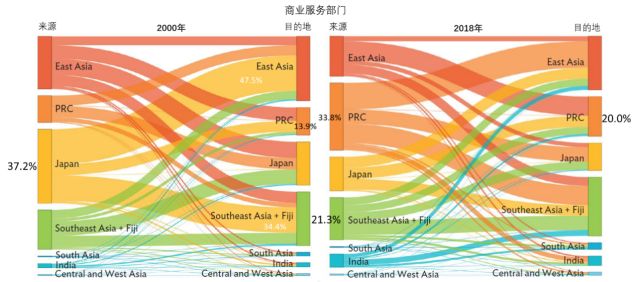 商业服务部门
来源
2000年
目的地
来源
2018年
目的地
East Asia
East Asia
47.5%
PRC
PRC
13.9%
37.2%
Japan
Japan
Southeast Asia + Fiji
Southeast Asia + Fiji
34.4%
South Asia
South Asia
India
India
Central and West Asia
Central and West Asia
East Asia
East Asia
33.8%
PRC
PRC
20.0%
Japan
Japan
21.3%
Southeast Asia + Fiji
Southeast Asia + Fiji
South Asia
South Asia
India
India
Central and West Asia
Central and West Asia